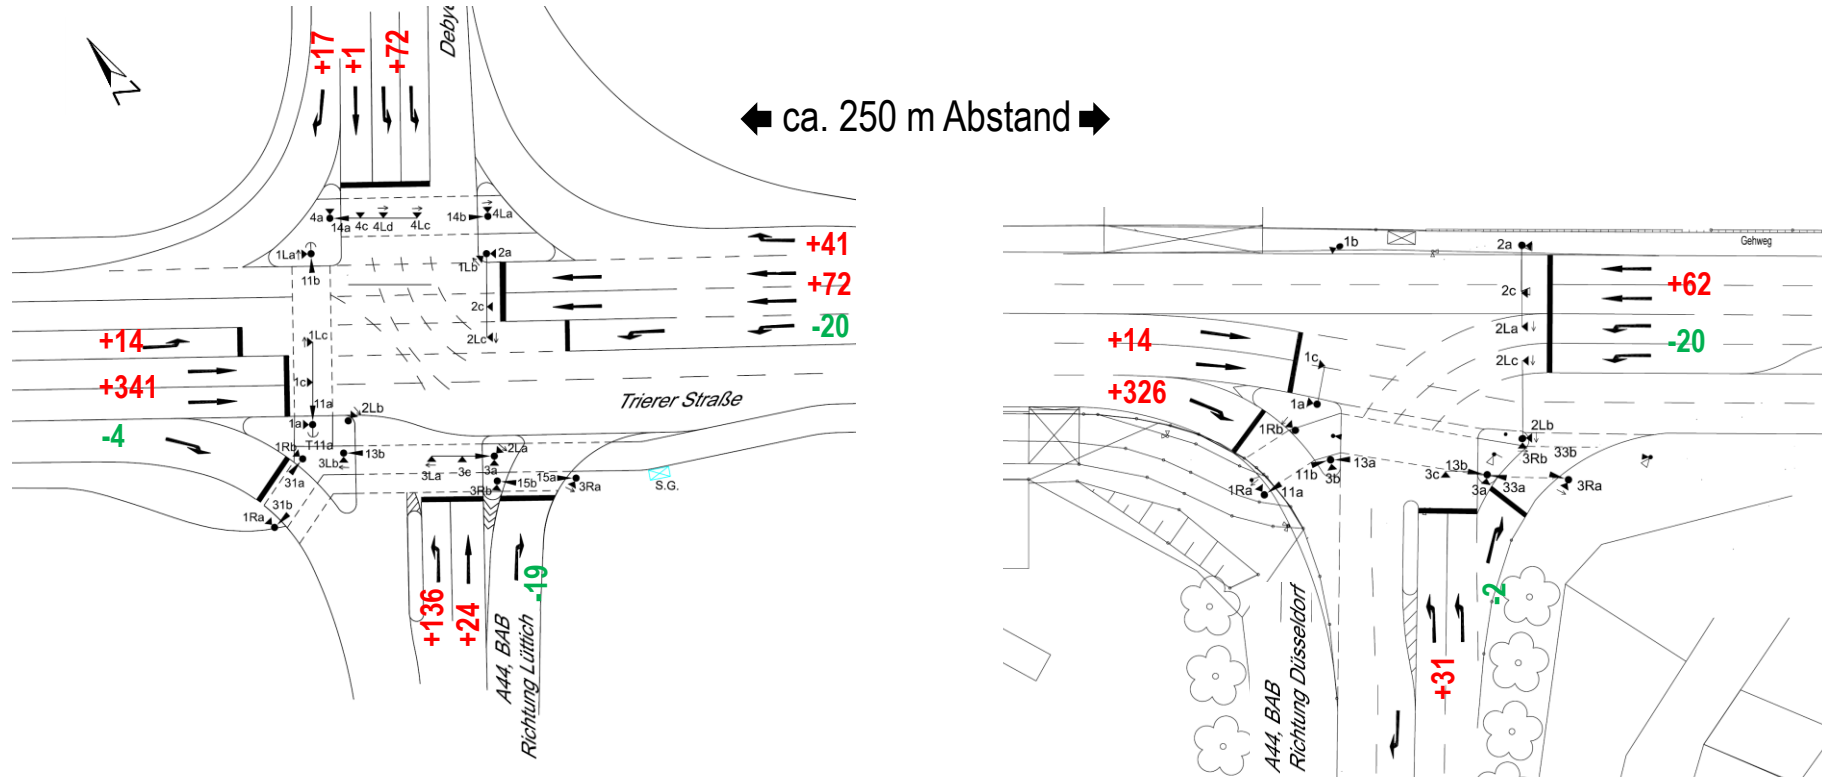 +17
+1
+72
Debye
N
ca. 250 m Abstand
4a
14a
4c
4Ld
4Lc
14b
4La
1La
11b
1Lb
2a
2c
2Lc
+41
+72
-20
+14
+341
-4
1Lc
1c
11a
1a
T11a
2Lb
1Rb
3Lb
13b
31a
31b
1Ra
3La
3c
3a
2La
3Rb
15b
15a
3Ra
S.G.
Trierer Straße
+136
+24
-19
A44, BAB
Richtung Lüttich
1b
2a
Gehweg
2c
2La
2Lc
+62
-20
+14
+326
1c
1a
1Rb
1Ra
11a
11b
3b
13a
2Lb
3Rb
33b
13b
3c
3a
33a
3Ra
-2
+31
A44, BAB
Richtung Düsseldorf